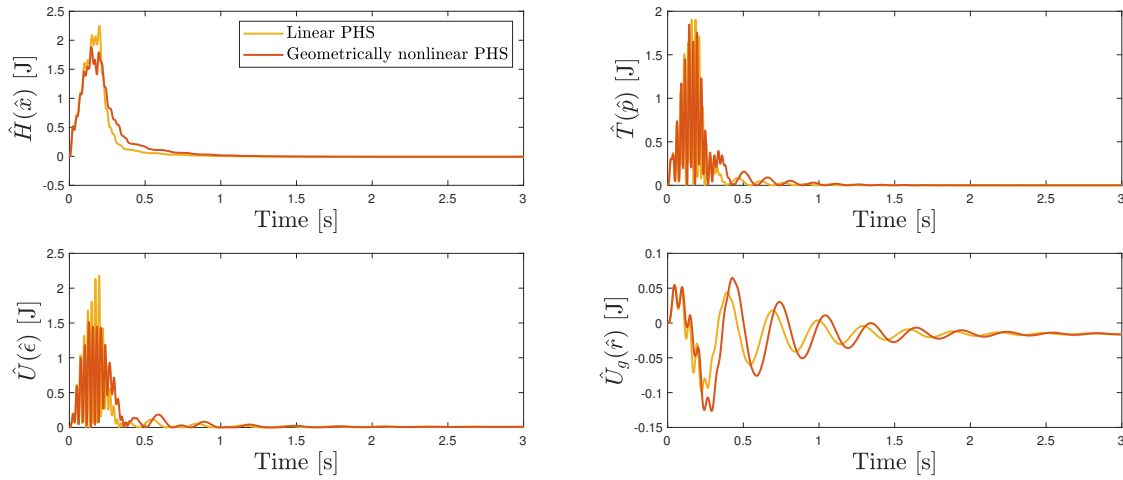 2.5
2
1.5
1
0.5
0
-0.5
Ĥ(x̂) [J]
Linear PHS
Geometrically nonlinear PHS
0 0.5 1 1.5 2 2.5 3
Time [s]
2
1.5
1
0.5
0
T̂(p̂) [J]
0 0.5 1 1.5 2 2.5 3
Time [s]
2.5
2
1.5
1
0.5
0
Û(ϵ̂) [J]
0 0.5 1 1.5 2 2.5 3
Time [s]
0.1
0.05
0
-0.05
-0.1
-0.15
Û_g(r̂) [J]
0 0.5 1 1.5 2 2.5 3
Time [s]